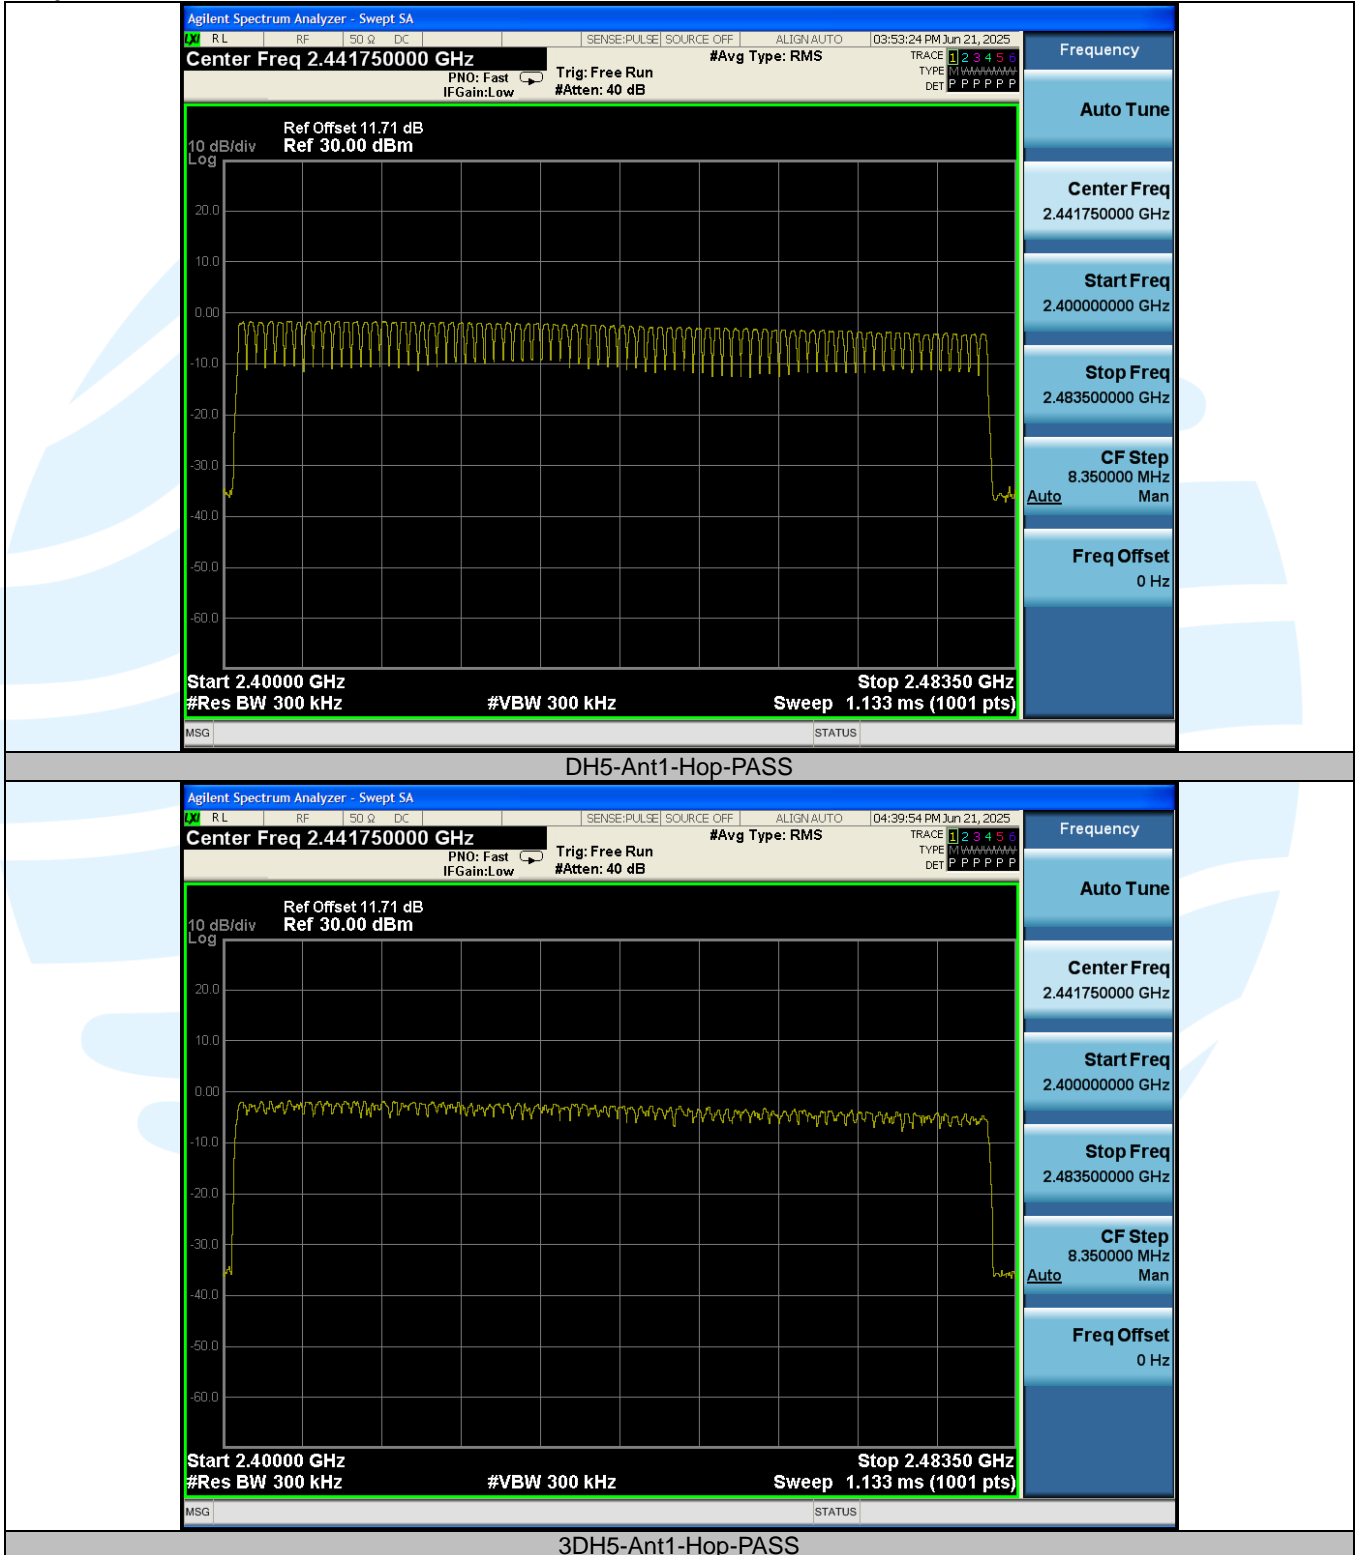 Agilent Spectrum Analyzer - Swept SA
LXI RL RF 50 Ω DC SENSE:PULSE SOURCE OFF ALIGN AUTO 03:53:24 PM Jun 21, 2025
Center Freq 2.441750000 GHz #Avg Type: RMS TRACE 1 2 3 4 5 6
PNO: Fast Trig: Free Run TYPE M W W W W W
IFGain:Low #Atten: 40 dB DET P P P P P P
Ref Offset 11.71 dB
10 dB/div Ref 30.00 dBm
Log
20.0
10.0
0.00
-10.0
-20.0
-30.0
-40.0
-50.0
-60.0
Start 2.40000 GHz Stop 2.48350 GHz
#Res BW 300 kHz #VBW 300 kHz Sweep 1.133 ms (1001 pts)
MSG STATUS
Frequency
Auto Tune
Center Freq
2.441750000 GHz
Start Freq
2.400000000 GHz
Stop Freq
2.483500000 GHz
CF Step
8.350000 MHz
Auto Man
Freq Offset
0 Hz
DH5-Ant1-Hop-PASS
Agilent Spectrum Analyzer - Swept SA
LXI RL RF 50 Ω DC SENSE:PULSE SOURCE OFF ALIGN AUTO 04:39:54 PM Jun 21, 2025
Center Freq 2.441750000 GHz #Avg Type: RMS TRACE 1 2 3 4 5 6
PNO: Fast Trig: Free Run TYPE M W W W W W
IFGain:Low #Atten: 40 dB DET P P P P P P
Ref Offset 11.71 dB
10 dB/div Ref 30.00 dBm
Log
20.0
10.0
0.00
-10.0
-20.0
-30.0
-40.0
-50.0
-60.0
Start 2.40000 GHz Stop 2.48350 GHz
#Res BW 300 kHz #VBW 300 kHz Sweep 1.133 ms (1001 pts)
MSG STATUS
Frequency
Auto Tune
Center Freq
2.441750000 GHz
Start Freq
2.400000000 GHz
Stop Freq
2.483500000 GHz
CF Step
8.350000 MHz
Auto Man
Freq Offset
0 Hz
3DH5-Ant1-Hop-PASS